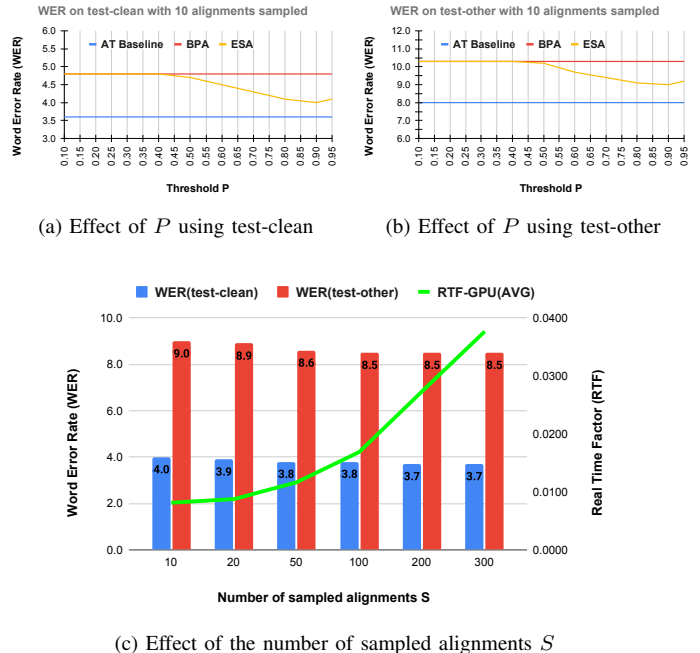 WER on test-clean with 10 alignments sampled
Word Error Rate (WER)
6.0
5.5
5.0
4.5
4.0
3.5
3.0
AT Baseline BPA ESA
0.10 0.15 0.20 0.25 0.30 0.35 0.40 0.45 0.50 0.55 0.60 0.65 0.70 0.75 0.80 0.85 0.90 0.95
Threshold P
(a) Effect of P using test-clean
WER on test-other with 10 alignments sampled
Word Error Rate (WER)
12.0
11.0
10.0
9.0
8.0
7.0
6.0
AT Baseline BPA ESA
0.10 0.15 0.20 0.25 0.30 0.35 0.40 0.45 0.50 0.55 0.60 0.65 0.70 0.75 0.80 0.85 0.90 0.95
Threshold P
(b) Effect of P using test-other
WER(test-clean) WER(test-other) RTF-GPU(AVG)
Word Error Rate (WER)
10.0
8.0
6.0
4.0
2.0
0.0
9.0 8.9 8.6 8.5 8.5 8.5
4.0 3.9 3.8 3.8 3.7 3.7
0.0400
0.0300
0.0200
0.0100
0.0000
Real Time Factor (RTF)
10 20 50 100 200 300
Number of sampled alignments S
(c) Effect of the number of sampled alignments S